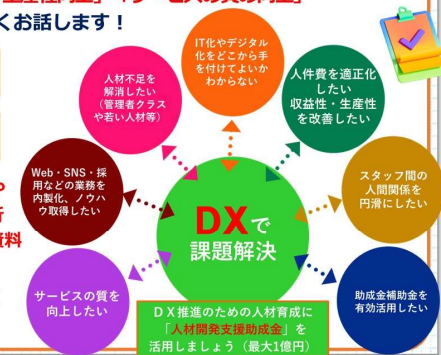 くお話します！
IT化やデジタル
化をどこから手
を付けてよいか
わからない
人材不足を
解消したい
（管理者クラス
や若い人材等）
人件費を適正化
したい
収益性・生産性
を改善したい
Web・SNS・採
用などの業務を
内製化、ノウハ
ウ取得したい
スタッフ間の
人間関係を
円滑にしたい
DXで
課題解決
サービスの質を
向上したい
助成金補助金を
有効活用したい
DX推進のための人材育成に
「人材開発支援助成金」を
活用しましょう（最大1億円）